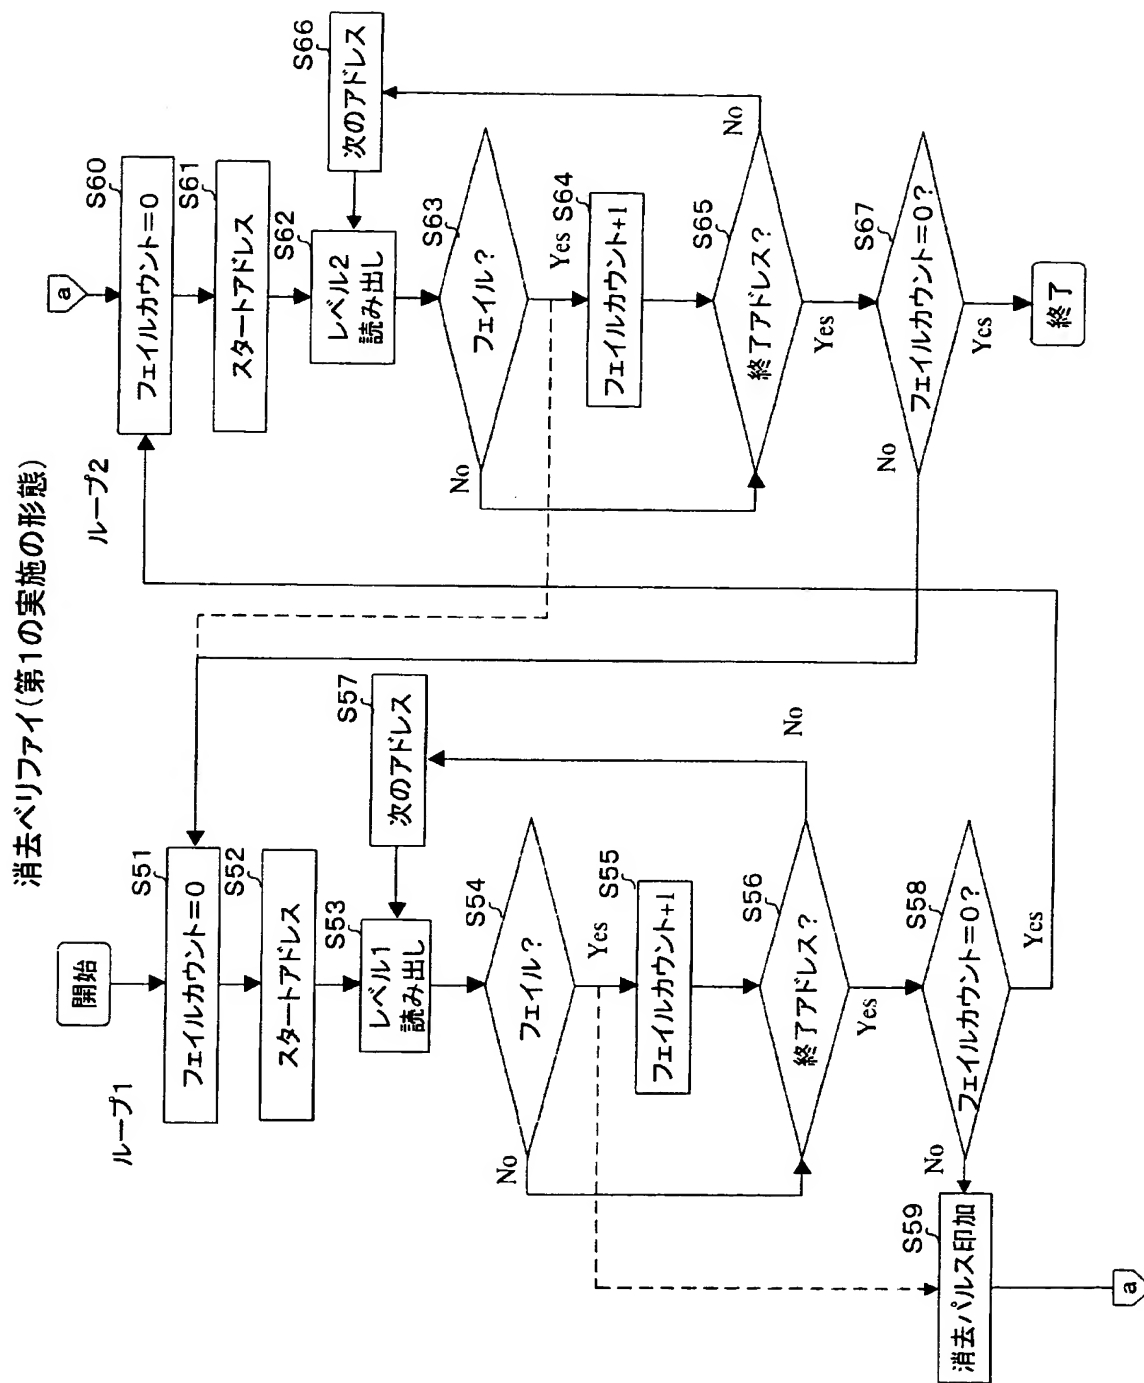 消去ベリファイ(第1の実施の形態)
ループ1
開始
S51
フェイルカウント=0
S52
スタートアドレス
S53
レベル1
読み出し
S57
次のアドレス
S54
フェイル?
No
Yes
S55
フェイルカウント+1
S56
終了アドレス?
No
Yes
S58
フェイルカウント=0?
No
Yes
S59
消去パルス印加
a
ループ2
a
S60
フェイルカウント=0
S61
スタートアドレス
S62
レベル2
読み出し
S66
次のアドレス
S63
フェイル?
No
Yes
S64
フェイルカウント+1
S65
終了アドレス?
No
Yes
S67
フェイルカウント=0?
No
Yes
終了